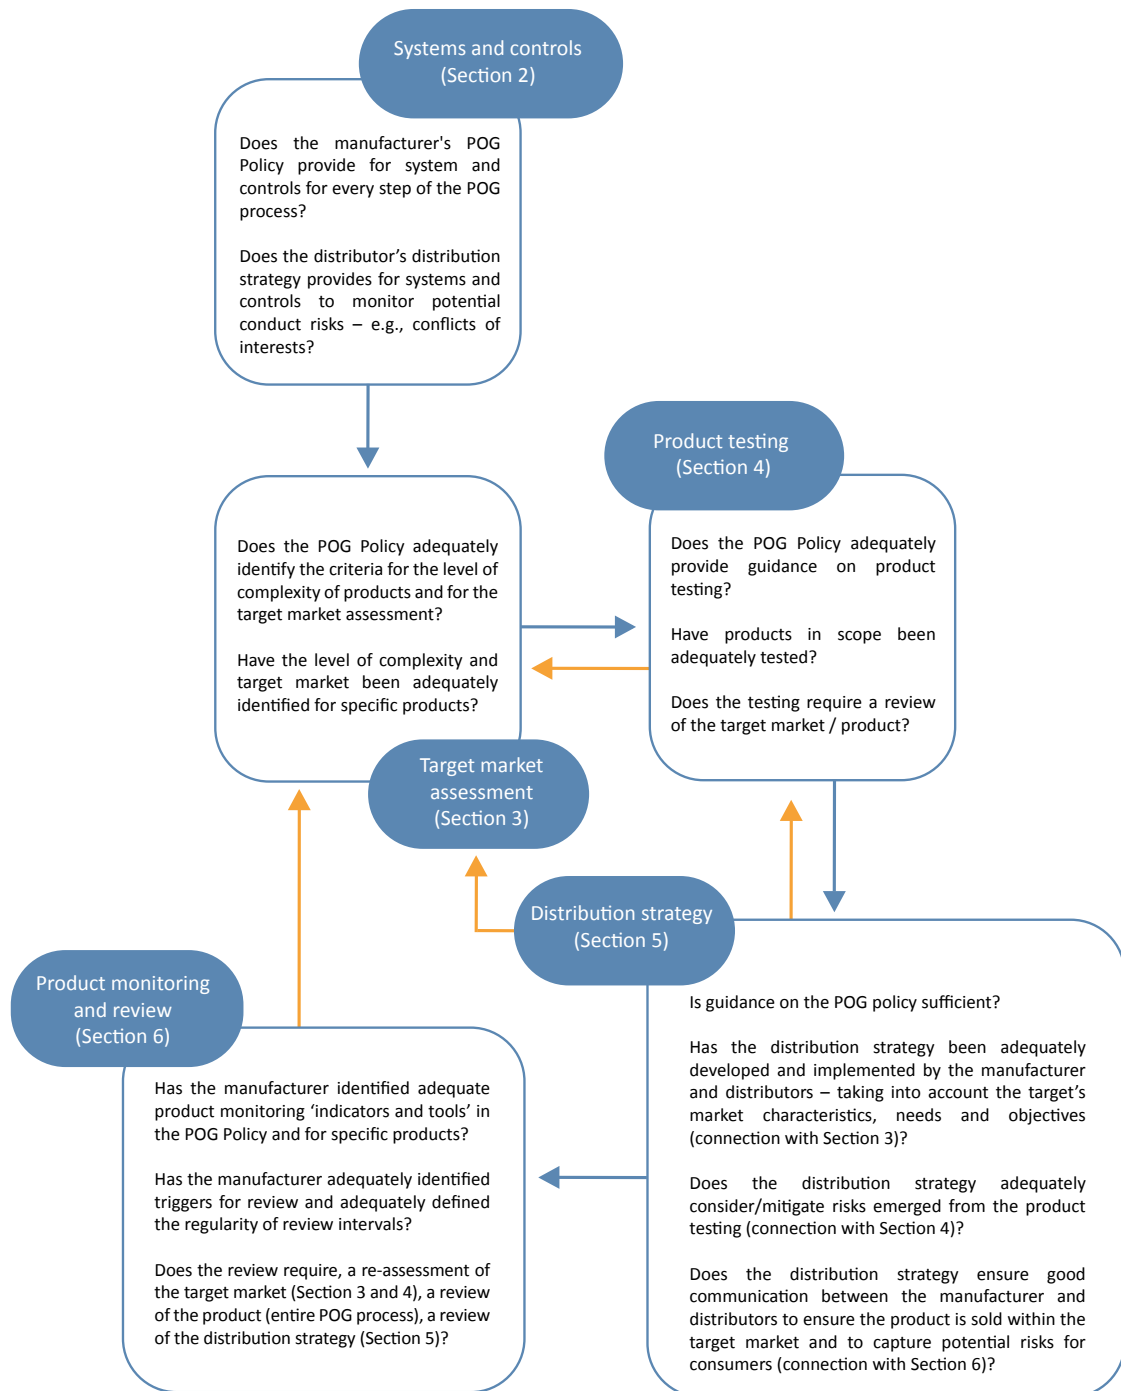 Systems and controls
(Section 2)
Does the manufacturer's POG
Policy provide for system and
controls for every step of the POG
process?
Does the distributor’s distribution
strategy provides for systems and
controls to monitor potential
conduct risks – e.g., conflicts of
interests?
Product testing
(Section 4)
Does the POG Policy adequately
provide guidance on product
testing?
Have products in scope been
adequately tested?
Does the testing require a review
of the target market / product?
Does the POG Policy adequately
identify the criteria for the level of
complexity of products and for the
target market assessment?
Have the level of complexity and
target market been adequately
identified for specific products?
Target market
assessment
(Section 3)
Distribution strategy
(Section 5)
Is guidance on the POG policy sufficient?
Has the distribution strategy been adequately
developed and implemented by the manufacturer
and distributors – taking into account the target’s
market characteristics, needs and objectives
(connection with Section 3)?
Does the distribution strategy adequately
consider/mitigate risks emerged from the product
testing (connection with Section 4)?
Does the distribution strategy ensure good
communication between the manufacturer and
distributors to ensure the product is sold within the
target market and to capture potential risks for
consumers (connection with Section 6)?
Product monitoring
and review
(Section 6)
Has the manufacturer identified adequate
product monitoring ‘indicators and tools’ in
the POG Policy and for specific products?
Has the manufacturer adequately identified
triggers for review and adequately defined
the regularity of review intervals?
Does the review require, a re-assessment of
the target market (Section 3 and 4), a review
of the product (entire POG process), a review
of the distribution strategy (Section 5)?